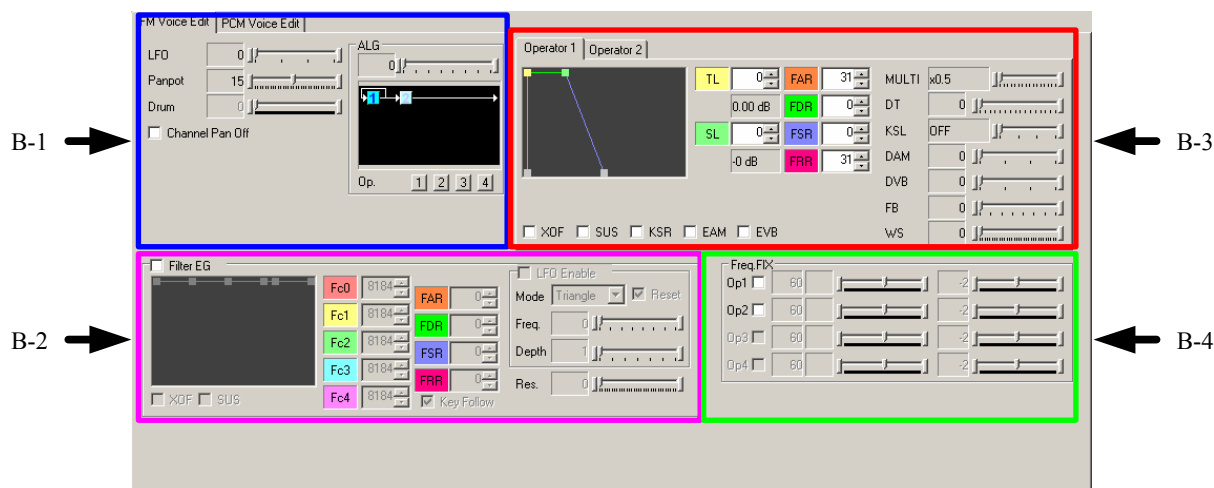 FM Voice Edit PCM Voice Edit
LFO 0
Panpot 15
Drum 0
Channel Pan Off
ALG
0
1 2
Op. 1 2 3 4
B-1
Operator 1 Operator 2
TL 0 FAR 31
0.00 dB FDR 0
SL 0 FSR 0
-0 dB FRR 31
XOF SUS KSR EAM EVB
MULTI x0.5
DT 0
KSL OFF
DAM 0
DVB 0
FB 0
WS 0
B-3
Filter EG
XOF SUS
Fc0 8184
Fc1 8184
Fc2 8184
Fc3 8184
Fc4 8184
FAR 0
FDR 0
FSR 0
FRR 0
Key Follow
LFO Enable
Mode Triangle Reset
Freq. 0
Depth 1
Res. 0
B-2
Freq.FIX
Op1 60 -2
Op2 60 -2
Op3 60 -2
Op4 60 -2
B-4